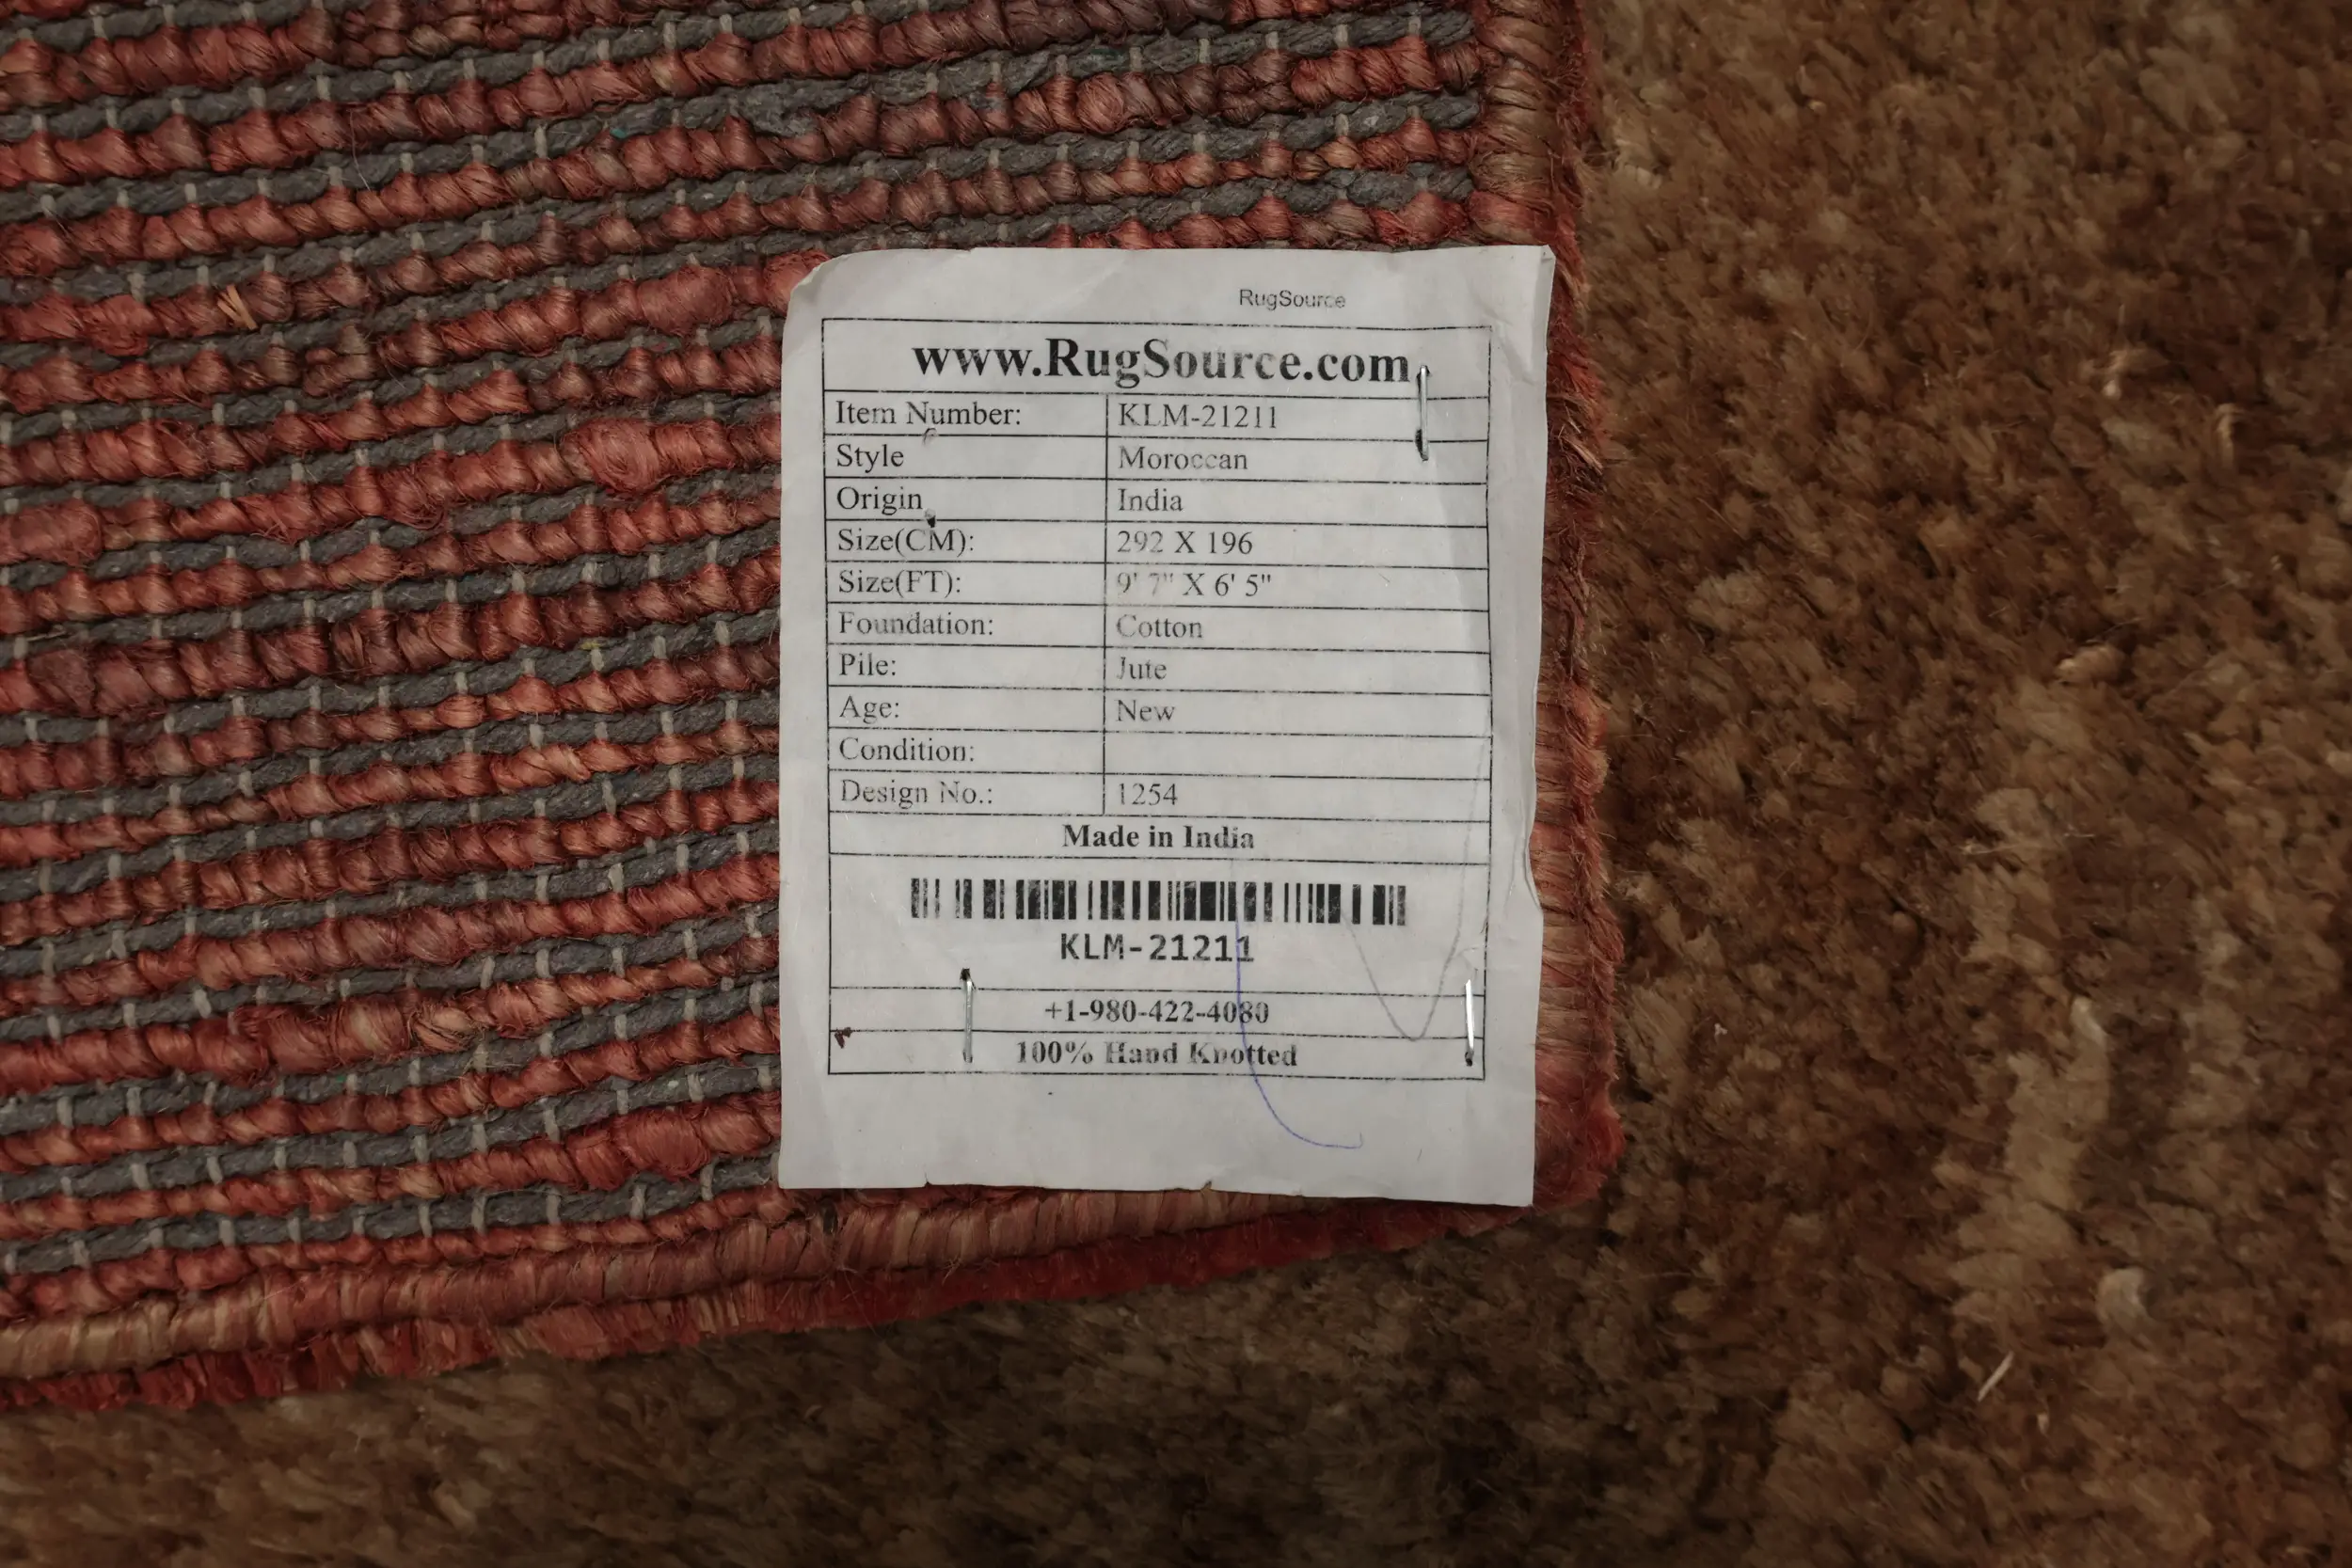 RugSource
www.RugSource.com
Item Number: KLM-21211
Style Moroccan
Origin India
Size(CM): 292 X 196
Size(FT): 9' 7" X 6' 5"
Foundation: Cotton
Pile: Jute
Age: New
Condition:
Design No.: 1254
Made in India
KLM-21211
+1-980-422-4080
100% Hand Knotted